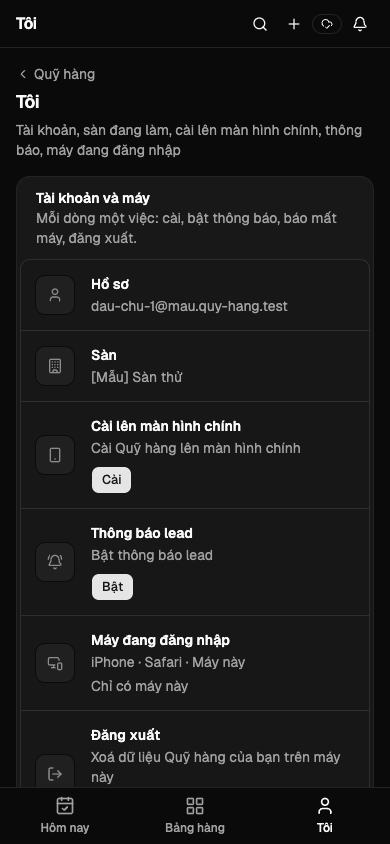 Tôi
Quỹ hàng
Tôi
Tài khoản, sàn đang làm, cài lên màn hình chính, thông
báo, máy đang đăng nhập
Tài khoản và máy
Mỗi dòng một việc: cài, bật thông báo, báo mất
máy, đăng xuất.
Hồ sơ
dau-chu-1@mau.quy-hang.test
Sàn
[Mẫu] Sàn thử
Cài lên màn hình chính
Cài Quỹ hàng lên màn hình chính
Cài
Thông báo lead
Bật thông báo lead
Bật
Máy đang đăng nhập
iPhone · Safari · Máy này
Chỉ có máy này
Đăng xuất
Xoá dữ liệu Quỹ hàng của bạn trên máy
này
Hôm nay
Bảng hàng
Tôi